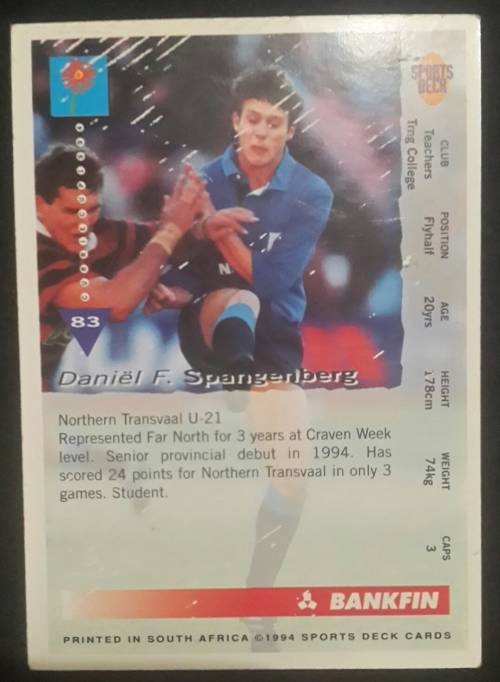 SPORTS
DECK
CLUB
Teachers
Trng College
POSITION
Flyhalf
AGE
20yrs
HEIGHT
178cm
WEIGHT
74kg
CAPS
3
83
Daniël F. Spangenberg
Northern Transvaal U-21
Represented Far North for 3 years at Craven Week
level. Senior provincial debut in 1994. Has
scored 24 points for Northern Transvaal in only 3
games. Student.
BANKFIN
PRINTED IN SOUTH AFRICA ©1994 SPORTS DECK CARDS